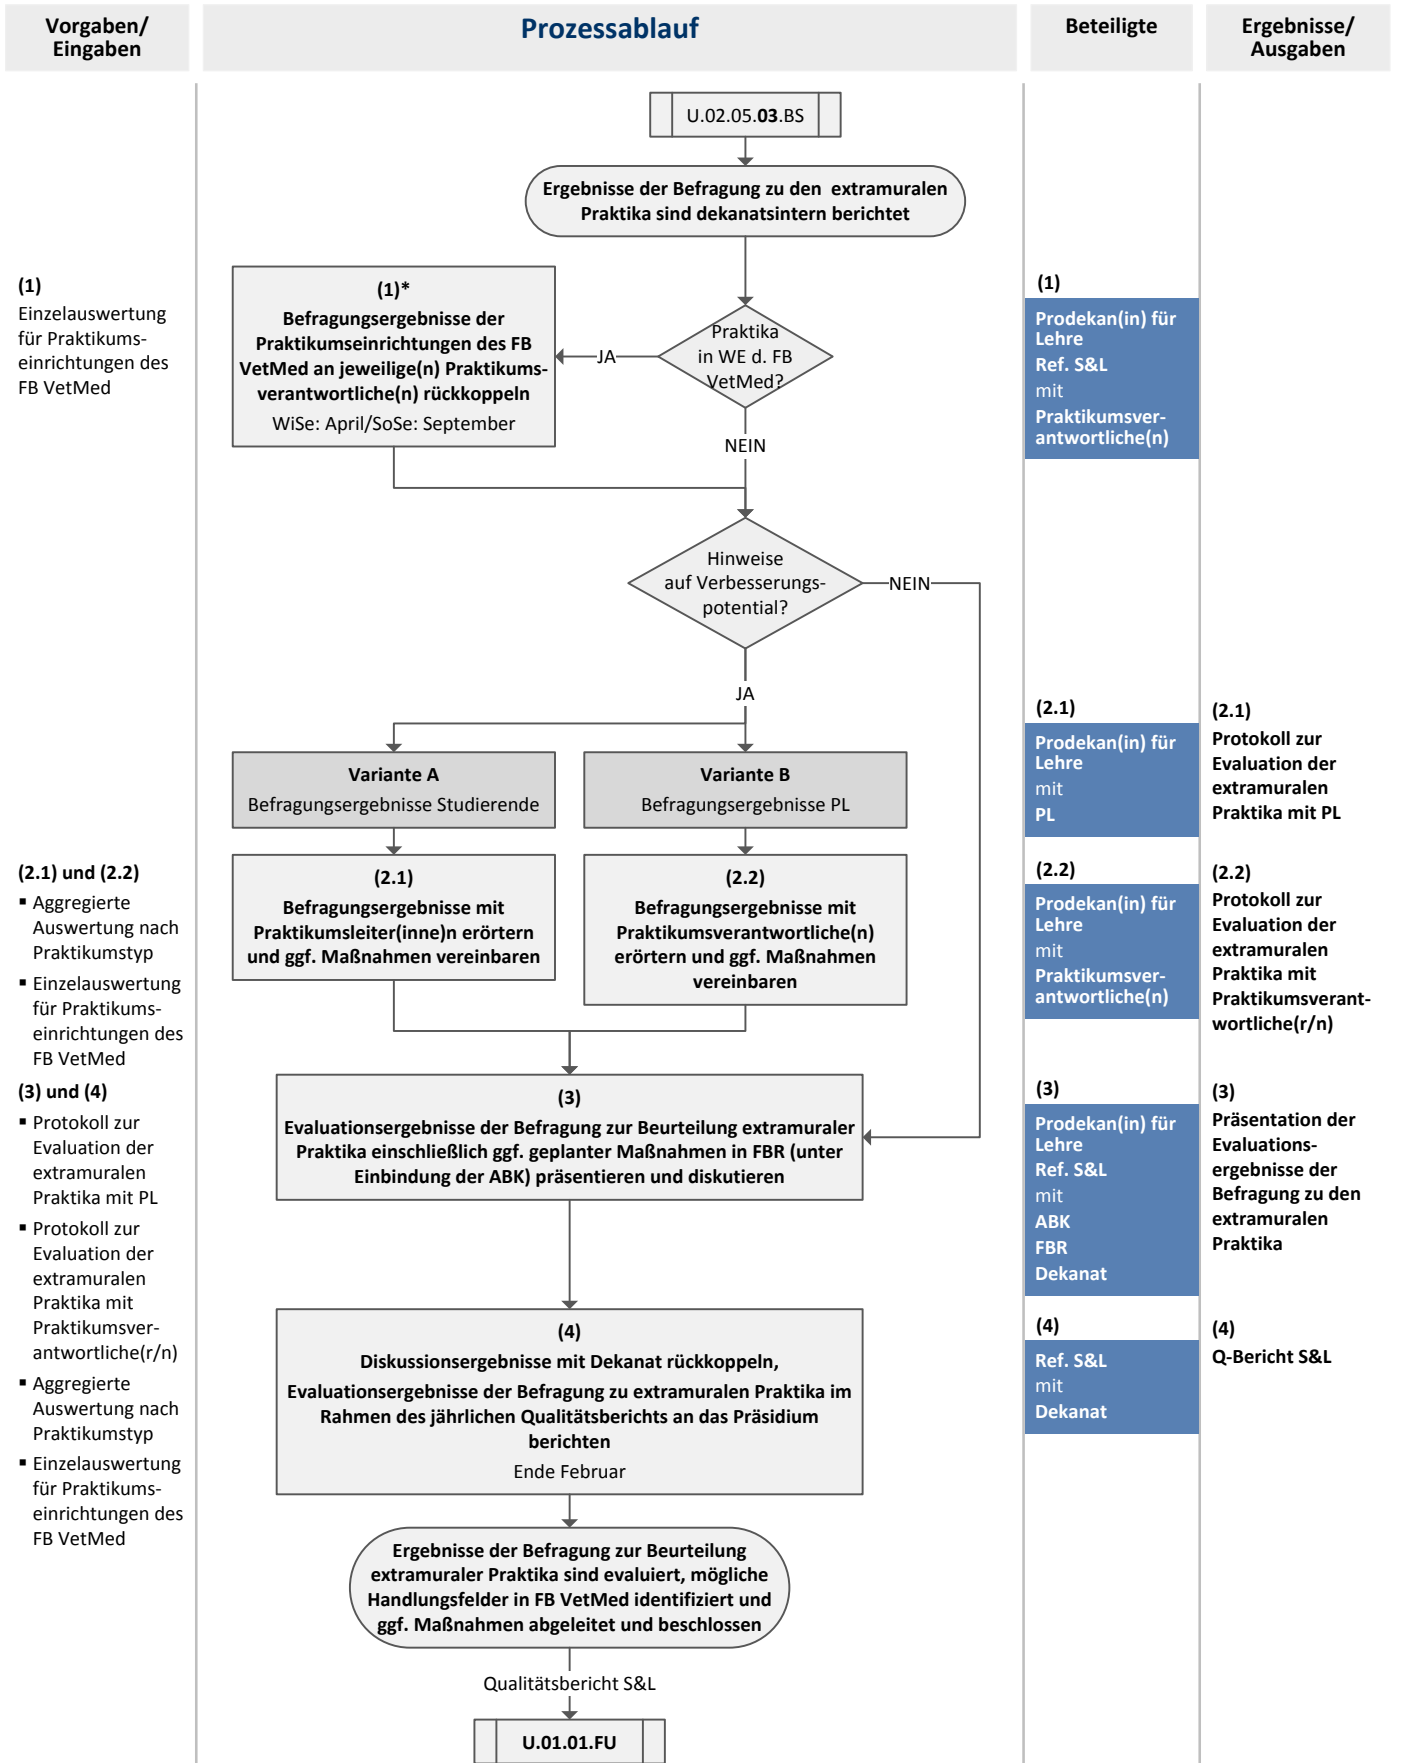 Vorgaben/
Eingaben
Prozessablauf
Beteiligte
Ergebnisse/
Ausgaben
U.02.05.03.BS
Ergebnisse der Befragung zu den extramuralen
Praktika sind dekanatsintern berichtet
(1)
Einzelauswertung
für Praktikums-
einrichtungen des
FB VetMed
(1)*
Befragungsergebnisse der
Praktikumseinrichtungen des FB
VetMed an jeweilige(n) Praktikums-
verantwortliche(n) rückkoppeln
WiSe: April/SoSe: September
JA
Praktika
in WE d. FB
VetMed?
NEIN
(1)
Prodekan(in) für
Lehre
Ref. S&L
mit
Praktikumsver-
antwortliche(n)
Hinweise
auf Verbesserungs-
potential?
NEIN
JA
Variante A
Befragungsergebnisse Studierende
Variante B
Befragungsergebnisse PL
(2.1)
Prodekan(in) für
Lehre
mit
PL
(2.1)
Protokoll zur
Evaluation der
extramuralen
Praktika mit PL
(2.1) und (2.2)
▪ Aggregierte
Auswertung nach
Praktikumstyp
▪ Einzelauswertung
für Praktikums-
einrichtungen des
FB VetMed
(2.1)
Befragungsergebnisse mit
Praktikumsleiter(inne)n erörtern
und ggf. Maßnahmen vereinbaren
(2.2)
Befragungsergebnisse mit
Praktikumsverantwortliche(n)
erörtern und ggf. Maßnahmen
vereinbaren
(2.2)
Prodekan(in) für
Lehre
mit
Praktikumsver-
antwortliche(n)
(2.2)
Protokoll zur
Evaluation der
extramuralen
Praktika mit
Praktikumsverant-
wortliche(r/n)
(3) und (4)
▪ Protokoll zur
Evaluation der
extramuralen
Praktika mit PL
▪ Protokoll zur
Evaluation der
extramuralen
Praktika mit
Praktikumsver-
antwortliche(r/n)
▪ Aggregierte
Auswertung nach
Praktikumstyp
▪ Einzelauswertung
für Praktikums-
einrichtungen des
FB VetMed
(3)
Evaluationsergebnisse der Befragung zur Beurteilung extramuraler
Praktika einschließlich ggf. geplanter Maßnahmen in FBR (unter
Einbindung der ABK) präsentieren und diskutieren
(3)
Prodekan(in) für
Lehre
Ref. S&L
mit
ABK
FBR
Dekanat
(3)
Präsentation der
Evaluations-
ergebnisse der
Befragung zu den
extramuralen
Praktika
(4)
Diskussionsergebnisse mit Dekanat rückkoppeln,
Evaluationsergebnisse der Befragung zu extramuralen Praktika im
Rahmen des jährlichen Qualitätsberichts an das Präsidium
berichten
Ende Februar
(4)
Ref. S&L
mit
Dekanat
(4)
Q-Bericht S&L
Ergebnisse der Befragung zur Beurteilung
extramuraler Praktika sind evaluiert, mögliche
Handlungsfelder in FB VetMed identifiziert und
ggf. Maßnahmen abgeleitet und beschlossen
Qualitätsbericht S&L
U.01.01.FU